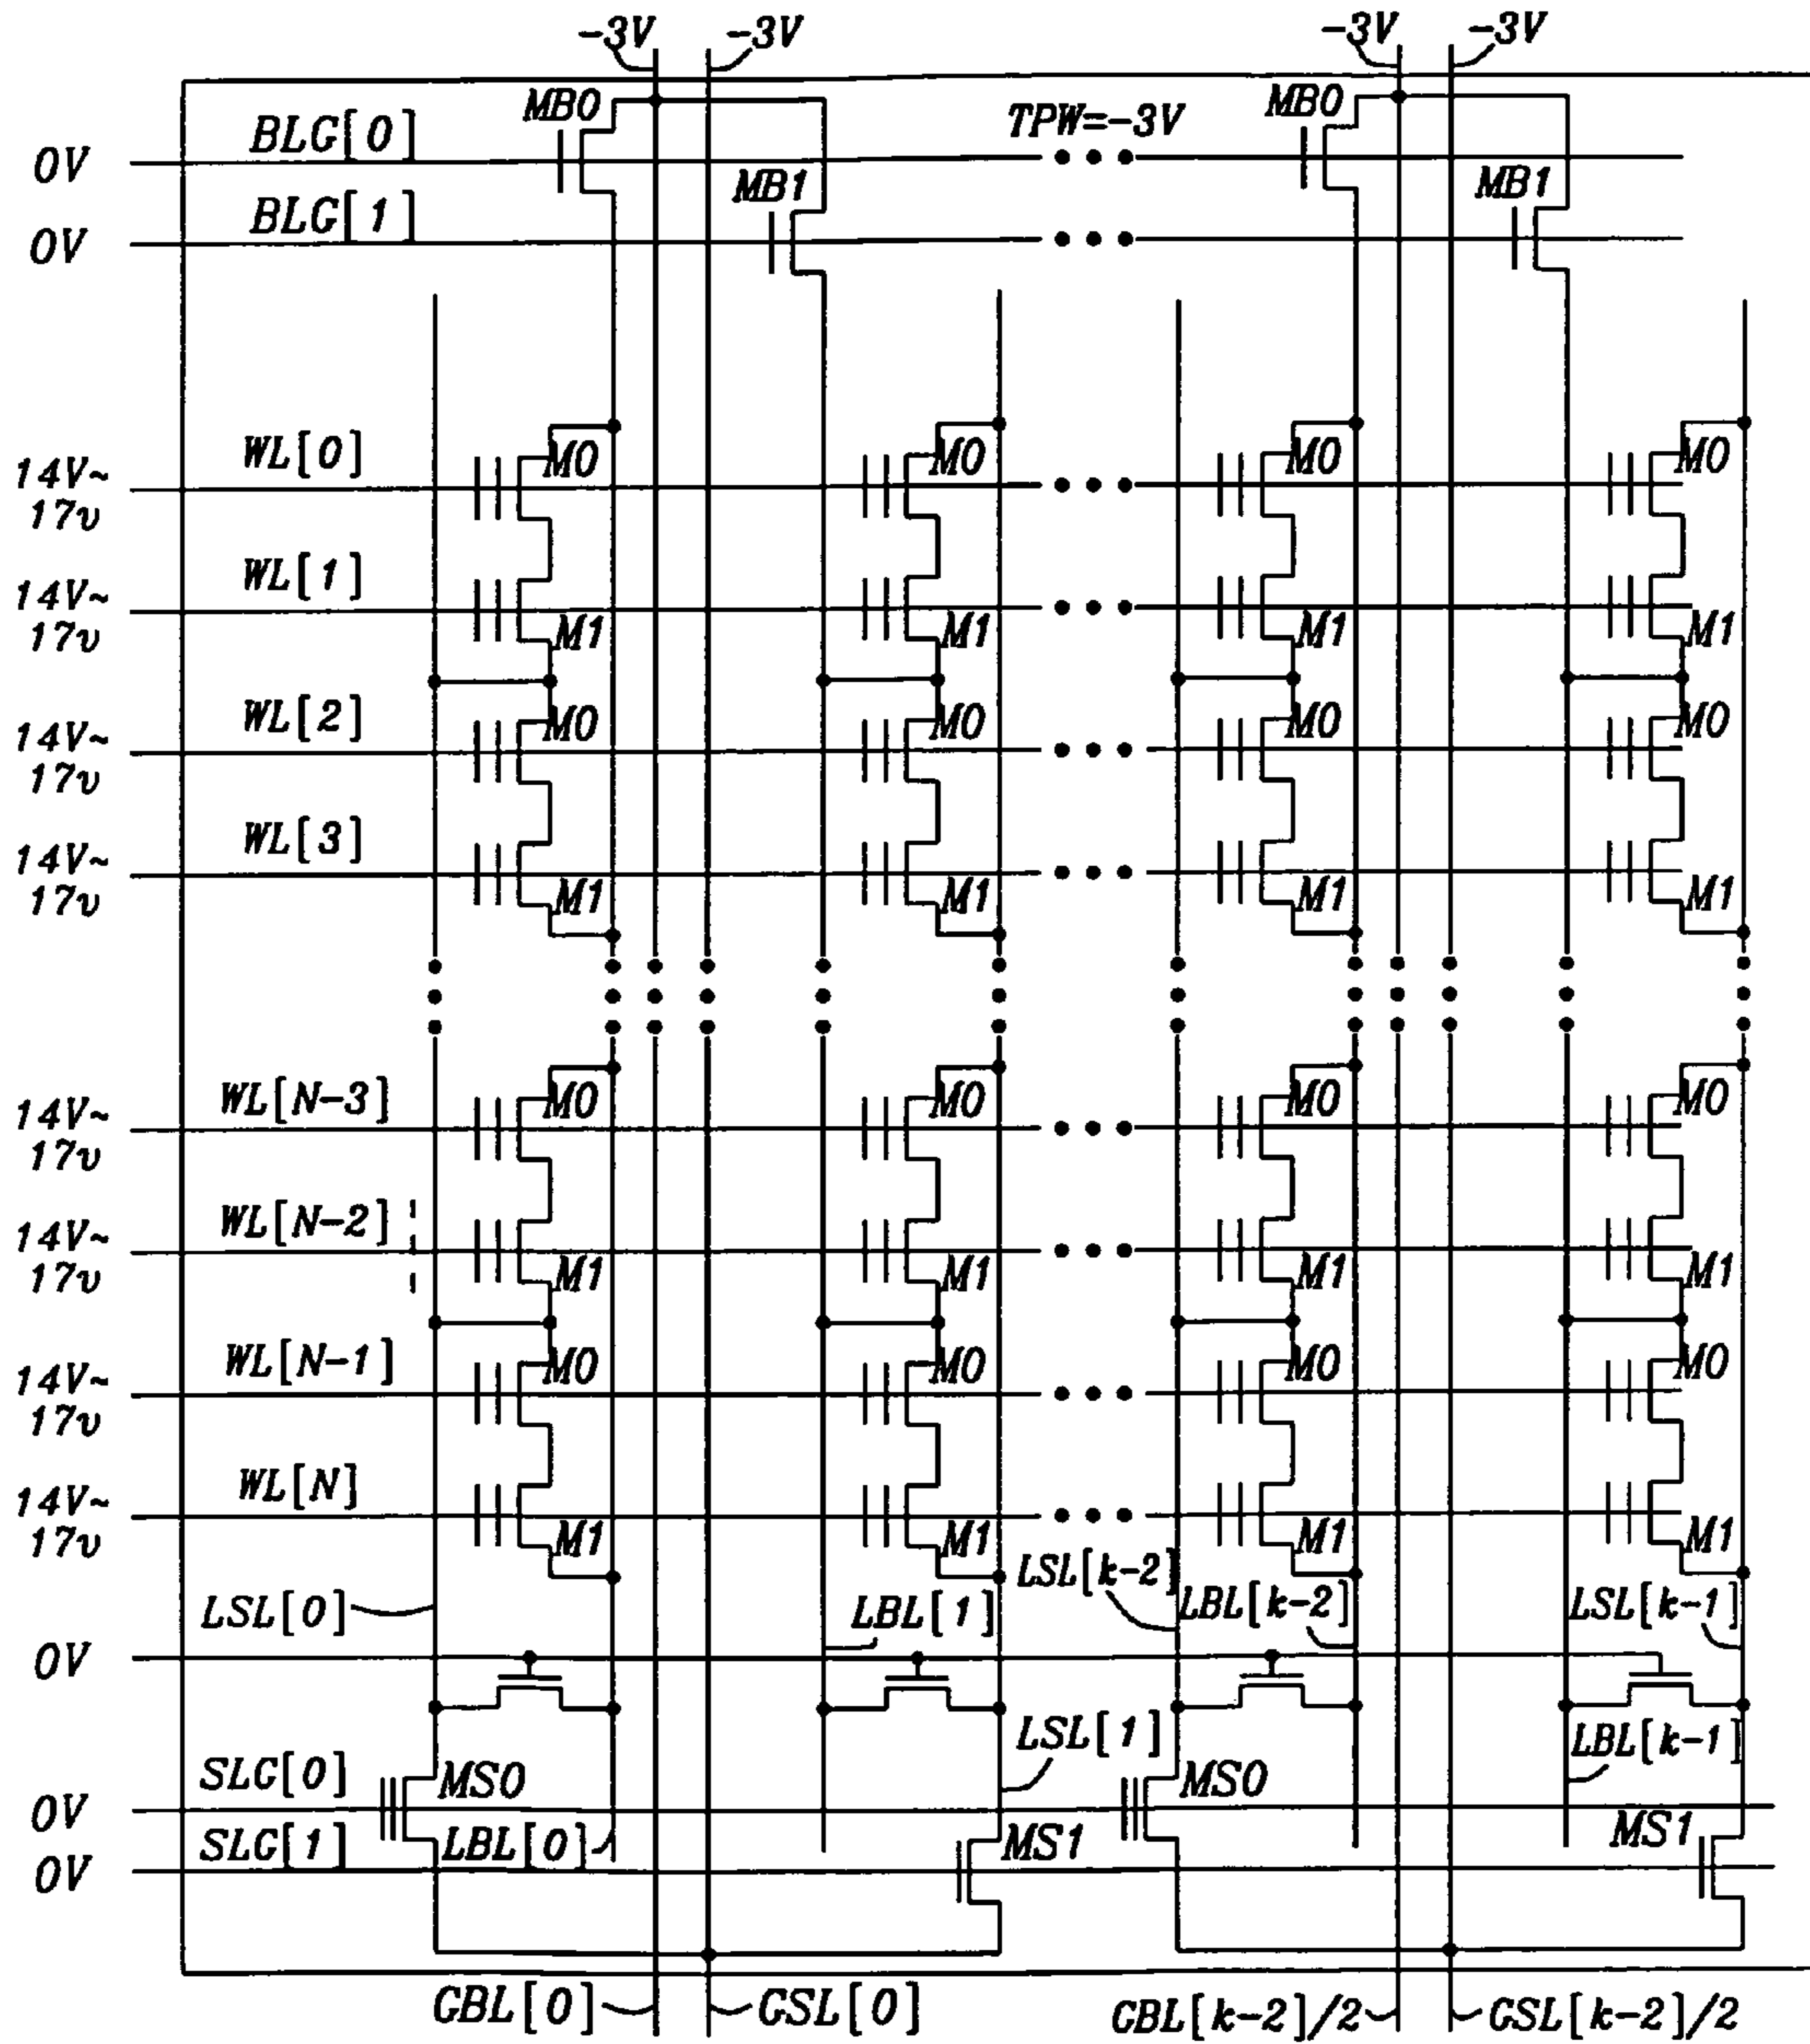 -3V -3V -3V -3V
MB0 TPW=-3V MB0
0V BLG[0]
MB1 MB1
0V BLG[1]
14V~ WL[0] M0 M0 M0 M0
17v
14V~ WL[1]
17v M1 M1 M1 M1
14V~ WL[2] M0 M0 M0 M0
17v
14V~ WL[3]
17v M1 M1 M1 M1
14V~ WL[N-3] M0 M0 M0 M0
17v
14V~ WL[N-2]
17v M1 M1 M1 M1
14V~ WL[N-1] M0 M0 M0 M0
17v
14V~ WL[N]
17v M1 M1 M1 M1
LSL[k-2]
LSL[0] LBL[1] LBL[k-2] LSL[k-1]
0V
LSL[1] LBL[k-1]
SLG[0] MS0 MS0
0V
SLG[1] LBL[0] MS1 MS1
0V
GBL[0] GSL[0] GBL[k-2]/2 GSL[k-2]/2